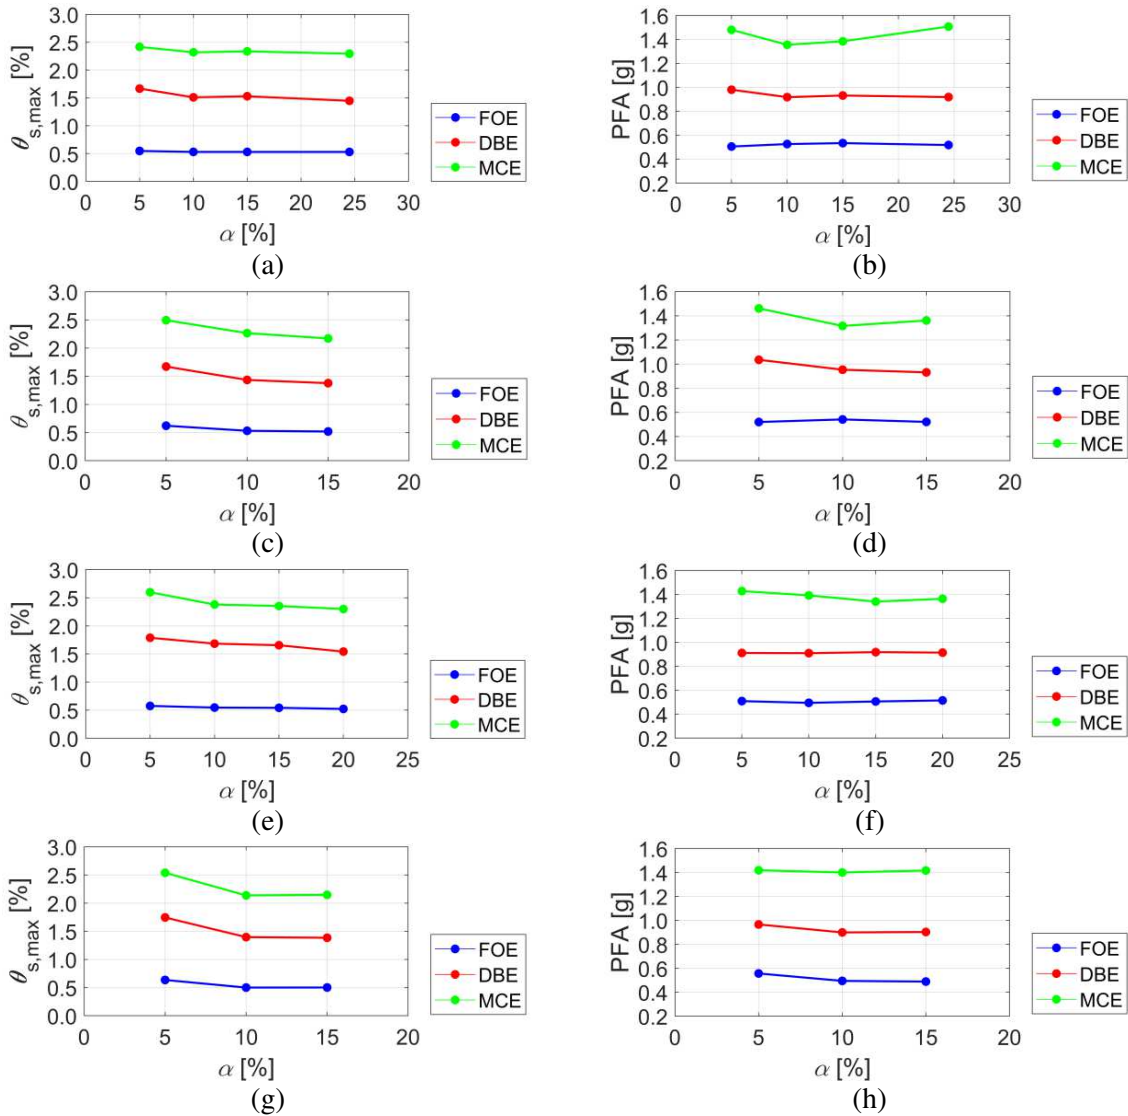 3.0
2.5
2.0
1.5
1.0
0.5
0.0
θs,max [%]
0 5 10 15 20 25 30
α [%]
FOE
DBE
MCE
(a)
1.6
1.4
1.2
1.0
0.8
0.6
0.4
0.2
PFA [g]
0 5 10 15 20 25 30
α [%]
FOE
DBE
MCE
(b)
3.0
2.5
2.0
1.5
1.0
0.5
0.0
θs,max [%]
0 5 10 15 20
α [%]
FOE
DBE
MCE
(c)
1.6
1.4
1.2
1.0
0.8
0.6
0.4
0.2
PFA [g]
0 5 10 15 20
α [%]
FOE
DBE
MCE
(d)
3.0
2.5
2.0
1.5
1.0
0.5
0.0
θs,max [%]
0 5 10 15 20 25
α [%]
FOE
DBE
MCE
(e)
1.6
1.4
1.2
1.0
0.8
0.6
0.4
0.2
PFA [g]
0 5 10 15 20 25
α [%]
FOE
DBE
MCE
(f)
3.0
2.5
2.0
1.5
1.0
0.5
0.0
θs,max [%]
0 5 10 15 20
α [%]
FOE
DBE
MCE
(g)
1.6
1.4
1.2
1.0
0.8
0.6
0.4
0.2
PFA [g]
0 5 10 15 20
α [%]
FOE
DBE
MCE
(h)